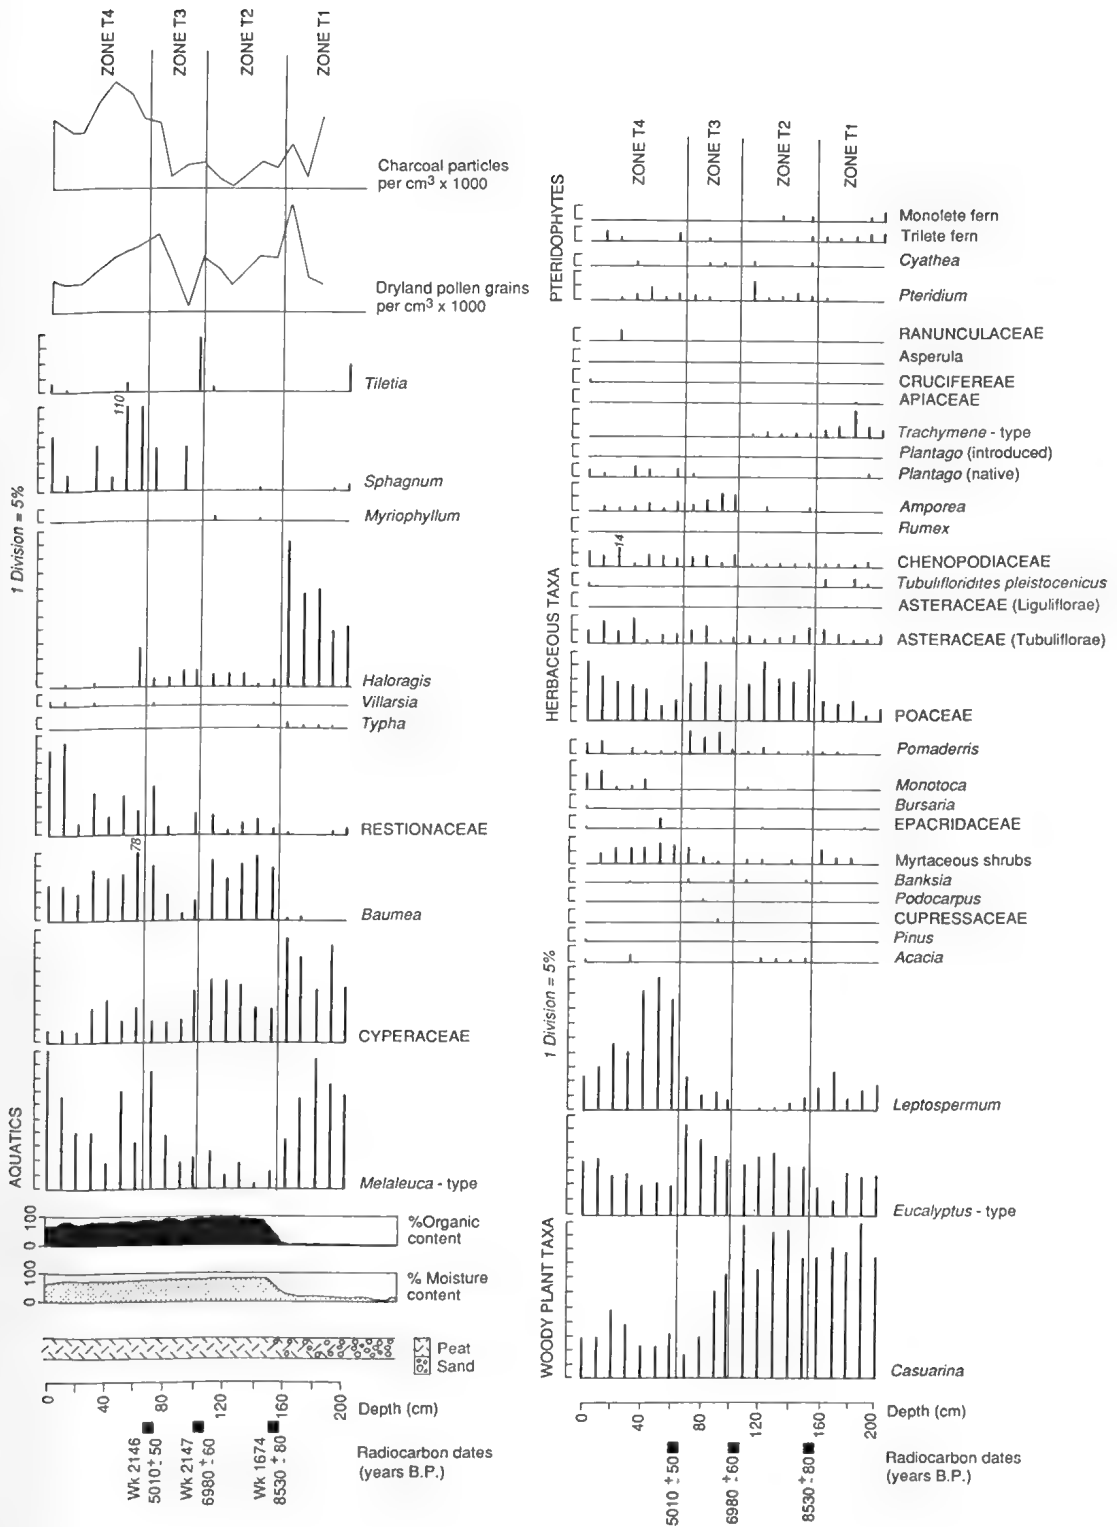 ZONE T4
ZONE T3
ZONE T2
ZONE T1
Charcoal particles
per cm³ x 1000
Dryland pollen grains
per cm³ x 1000
Tiletia
110
Sphagnum
Myriophyllum
1 Division = 5%
Haloragis
Villarsia
Typha
RESTIONACEAE
78
Baumea
CYPERACEAE
AQUATICS
Melaleuca - type
100
0
%Organic
content
100
0
% Moisture
content
Peat
Sand
0
40
80
120
160
200
Depth (cm)
Wk 2146
5010 ± 50
Wk 2147
6980 ± 60
Wk 1674
8530 ± 80
Radiocarbon dates
(years B.P.)
ZONE T4
ZONE T3
ZONE T2
ZONE T1
PTERIDOPHYTES
Monolete fern
Trilete fern
Cyathea
Pteridium
HERBACEOUS TAXA
RANUNCULACEAE
Asperula
CRUCIFEREAE
APIACEAE
Trachymene - type
Plantago (introduced)
Plantago (native)
Amporea
Rumex
14
CHENOPODIACEAE
Tubulifloridites pleistocenicus
ASTERACEAE (Liguliflorae)
ASTERACEAE (Tubuliflorae)
POACEAE
Pomaderris
Monotoca
Bursaria
EPACRIDACEAE
Myrtaceous shrubs
Banksia
Podocarpus
CUPRESSACEAE
Pinus
Acacia
1 Division = 5%
Leptospermum
Eucalyptus - type
WOODY PLANT TAXA
Casuarina
0
40
80
120
160
200
Depth (cm)
5010 ± 50
6980 ± 60
8530 ± 80
Radiocarbon dates
(years B.P.)